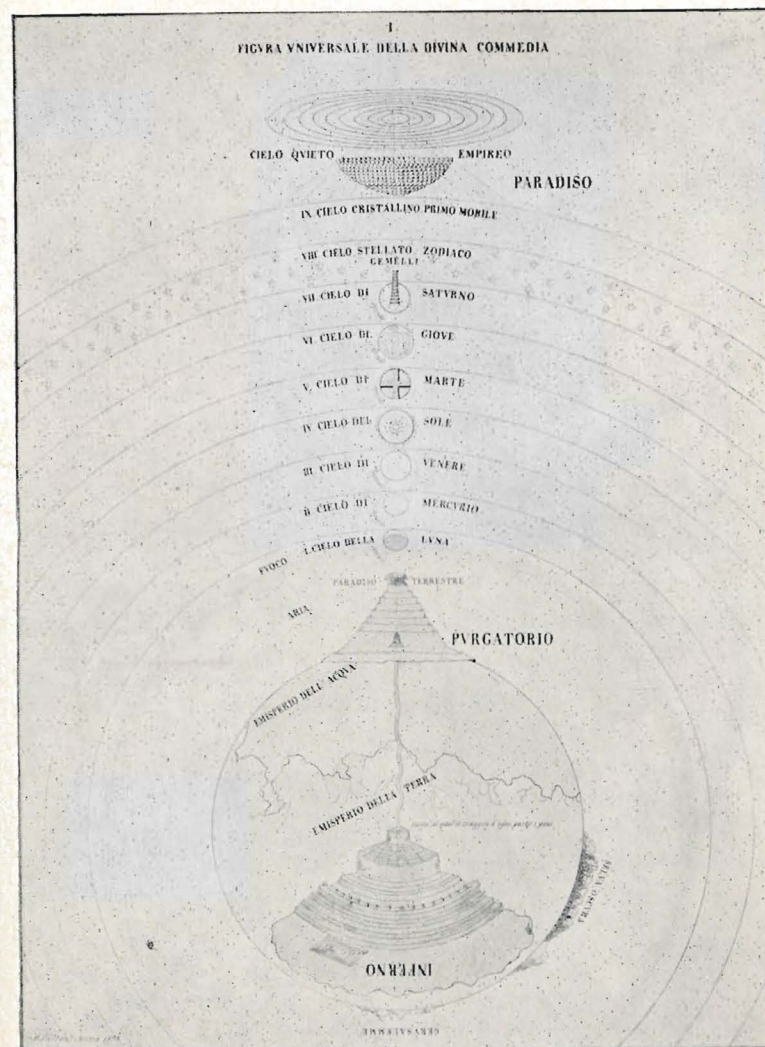 I
FIGVRA VNIVERSALE DELLA DIVINA COMMEDIA
CIELO QVIETO EMPIREO
PARADISO
IX CIELO CRISTALLINO PRIMO MOBILE
VIII CIELO STELLATO ZODIACO
GEMELLI
VII CIELO DI SATVRNO
VI CIELO DI GIOVE
V CIELO DI MARTE
IV CIELO DEL SOLE
III CIELO DI VENERE
II CIELO DI MERCVRIO
I. CIELO DELLA LVNA
FVOCO
PARADISO TERRESTRE
ARIA
PVRGATORIO
EMISPERIO DELL' ACQVA
EMISPERIO DELLA TERRA
INFERNO
GERVSALEMME